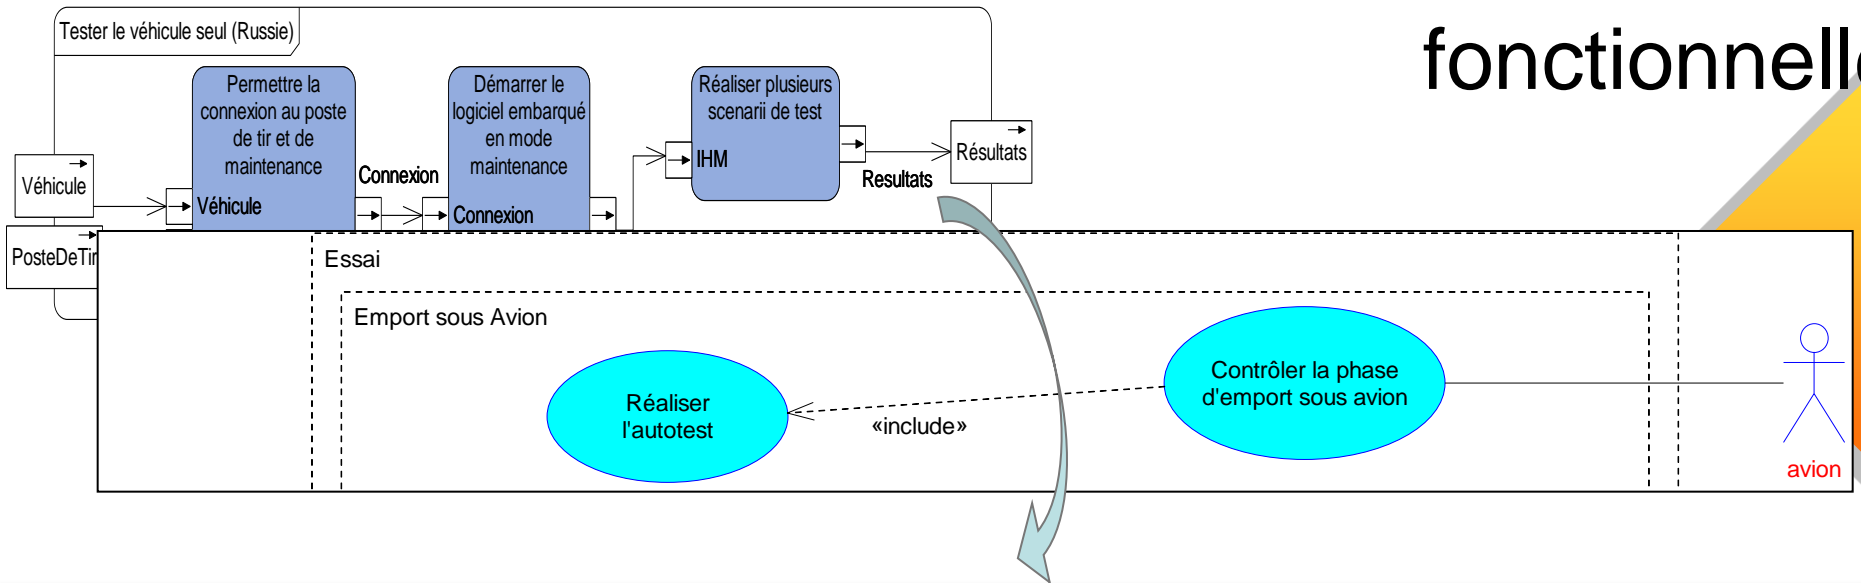 Tester le véhicule seul (Russie)
fonctionnelle
Permettre la
connexion au poste
de tir et de
maintenance
Démarrer le
logiciel embarqué
en mode
maintenance
Réaliser plusieurs
scenarii de test
Véhicule
Véhicule
Connexion
Connexion
IHM
Resultats
Résultats
PosteDeTir
Essai
Emport sous Avion
Réaliser
l'autotest
«include»
Contrôler la phase
d'emport sous avion
avion